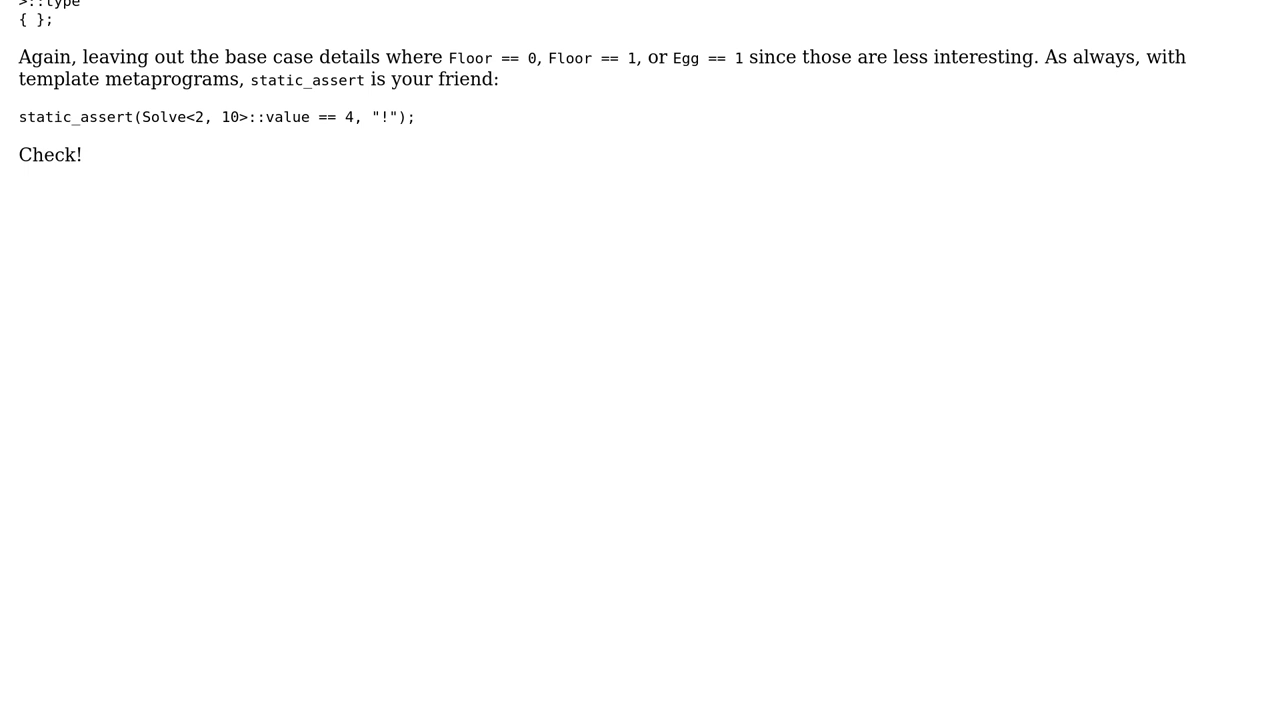 >::type
{ };
Again, leaving out the base case details where Floor == 0, Floor == 1, or Egg == 1 since those are less interesting. As always, with
template metaprograms, static_assert is your friend:
static_assert(Solve<2, 10>::value == 4, "!");
Check!